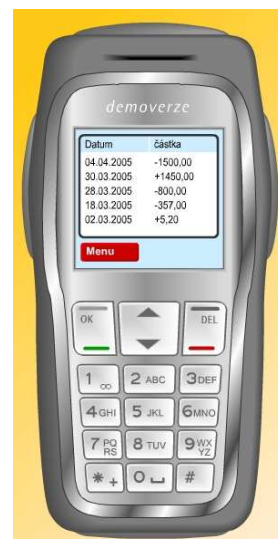 demoverze
Datum částka
04.04.2005 -1500,00
30.03.2005 +1450,00
28.03.2005 -800,00
18.03.2005 -357,00
02.03.2005 +5,20
Menu
OK DEL
1 ∞ 2 ABC 3 DEF
4 GHI 5 JKL 6 MNO
7 PQRS 8 TUV 9 WXYZ
* + 0 #